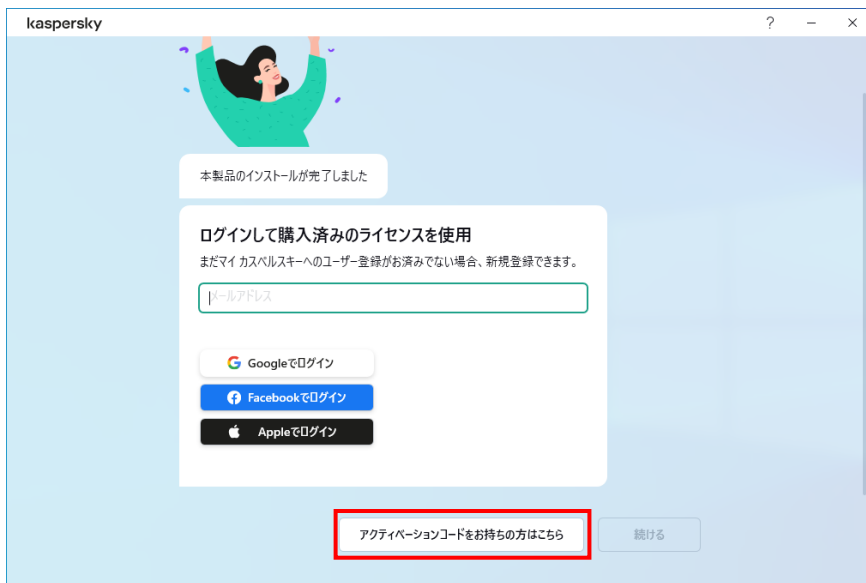 kaspersky
?
本製品のインストールが完了しました
ログインして購入済みのライセンスを使用
まだマイ カスペルスキーへのユーザー登録がお済みでない場合、新規登録できます。
メールアドレス
Googleでログイン
Facebookでログイン
Appleでログイン
アクティベーションコードをお持ちの方はこちら
続ける